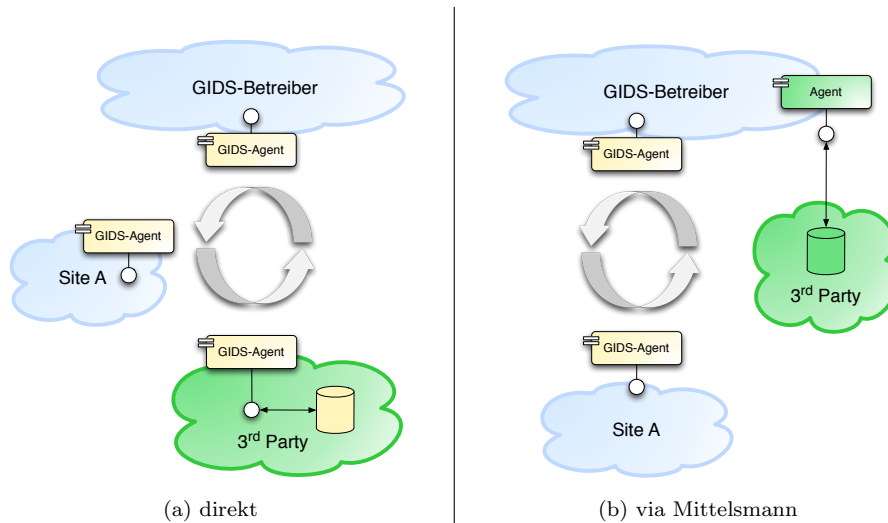 GIDS-Betreiber
GIDS-Agent
GIDS-Agent
Site A
GIDS-Agent
3rd Party
(a) direkt
GIDS-Betreiber
Agent
GIDS-Agent
3rd Party
GIDS-Agent
Site A
(b) via Mittelsmann